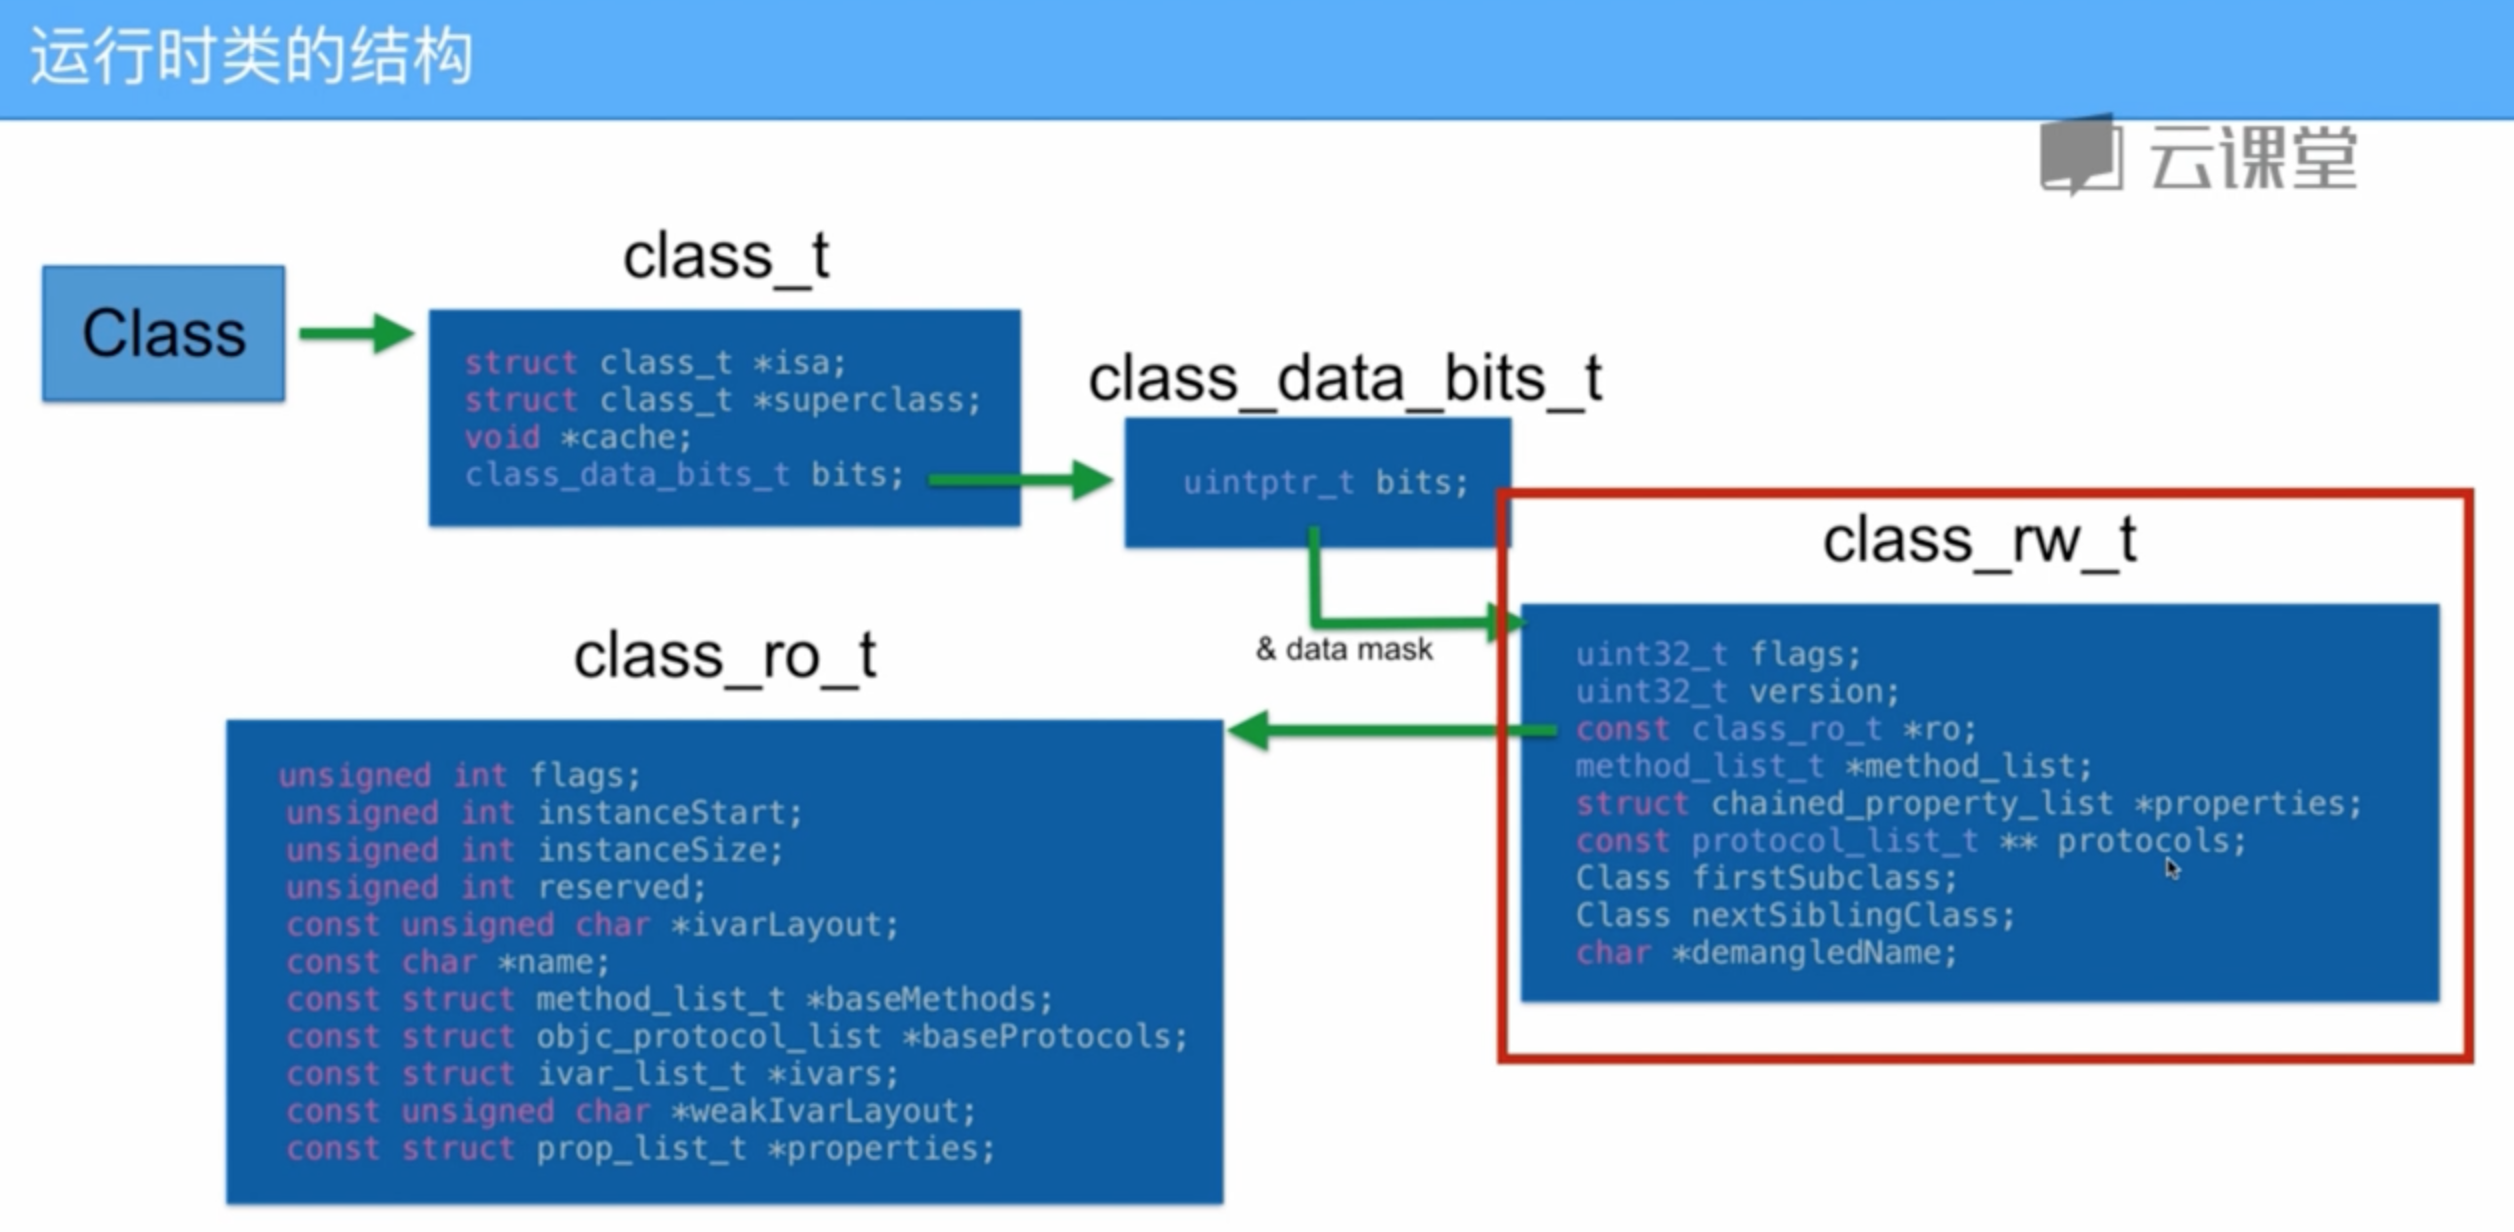 运行时类的结构
云课堂
Class
class_t
struct class_t *isa;
struct class_t *superclass;
void *cache;
class_data_bits_t bits;
class_data_bits_t
uintptr_t bits;
& data mask
class_rw_t
uint32_t flags;
uint32_t version;
const class_ro_t *ro;
method_list_t *method_list;
struct chained_property_list *properties;
const protocol_list_t ** protocols;
Class firstSubclass;
Class nextSiblingClass;
char *demangledName;
class_ro_t
unsigned int flags;
unsigned int instanceStart;
unsigned int instanceSize;
unsigned int reserved;
const unsigned char *ivarLayout;
const char *name;
const struct method_list_t *baseMethods;
const struct objc_protocol_list *baseProtocols;
const struct ivar_list_t *ivars;
const unsigned char *weakIvarLayout;
const struct prop_list_t *properties;